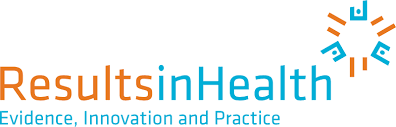 ResultsinHealth
Evidence, Innovation and Practice